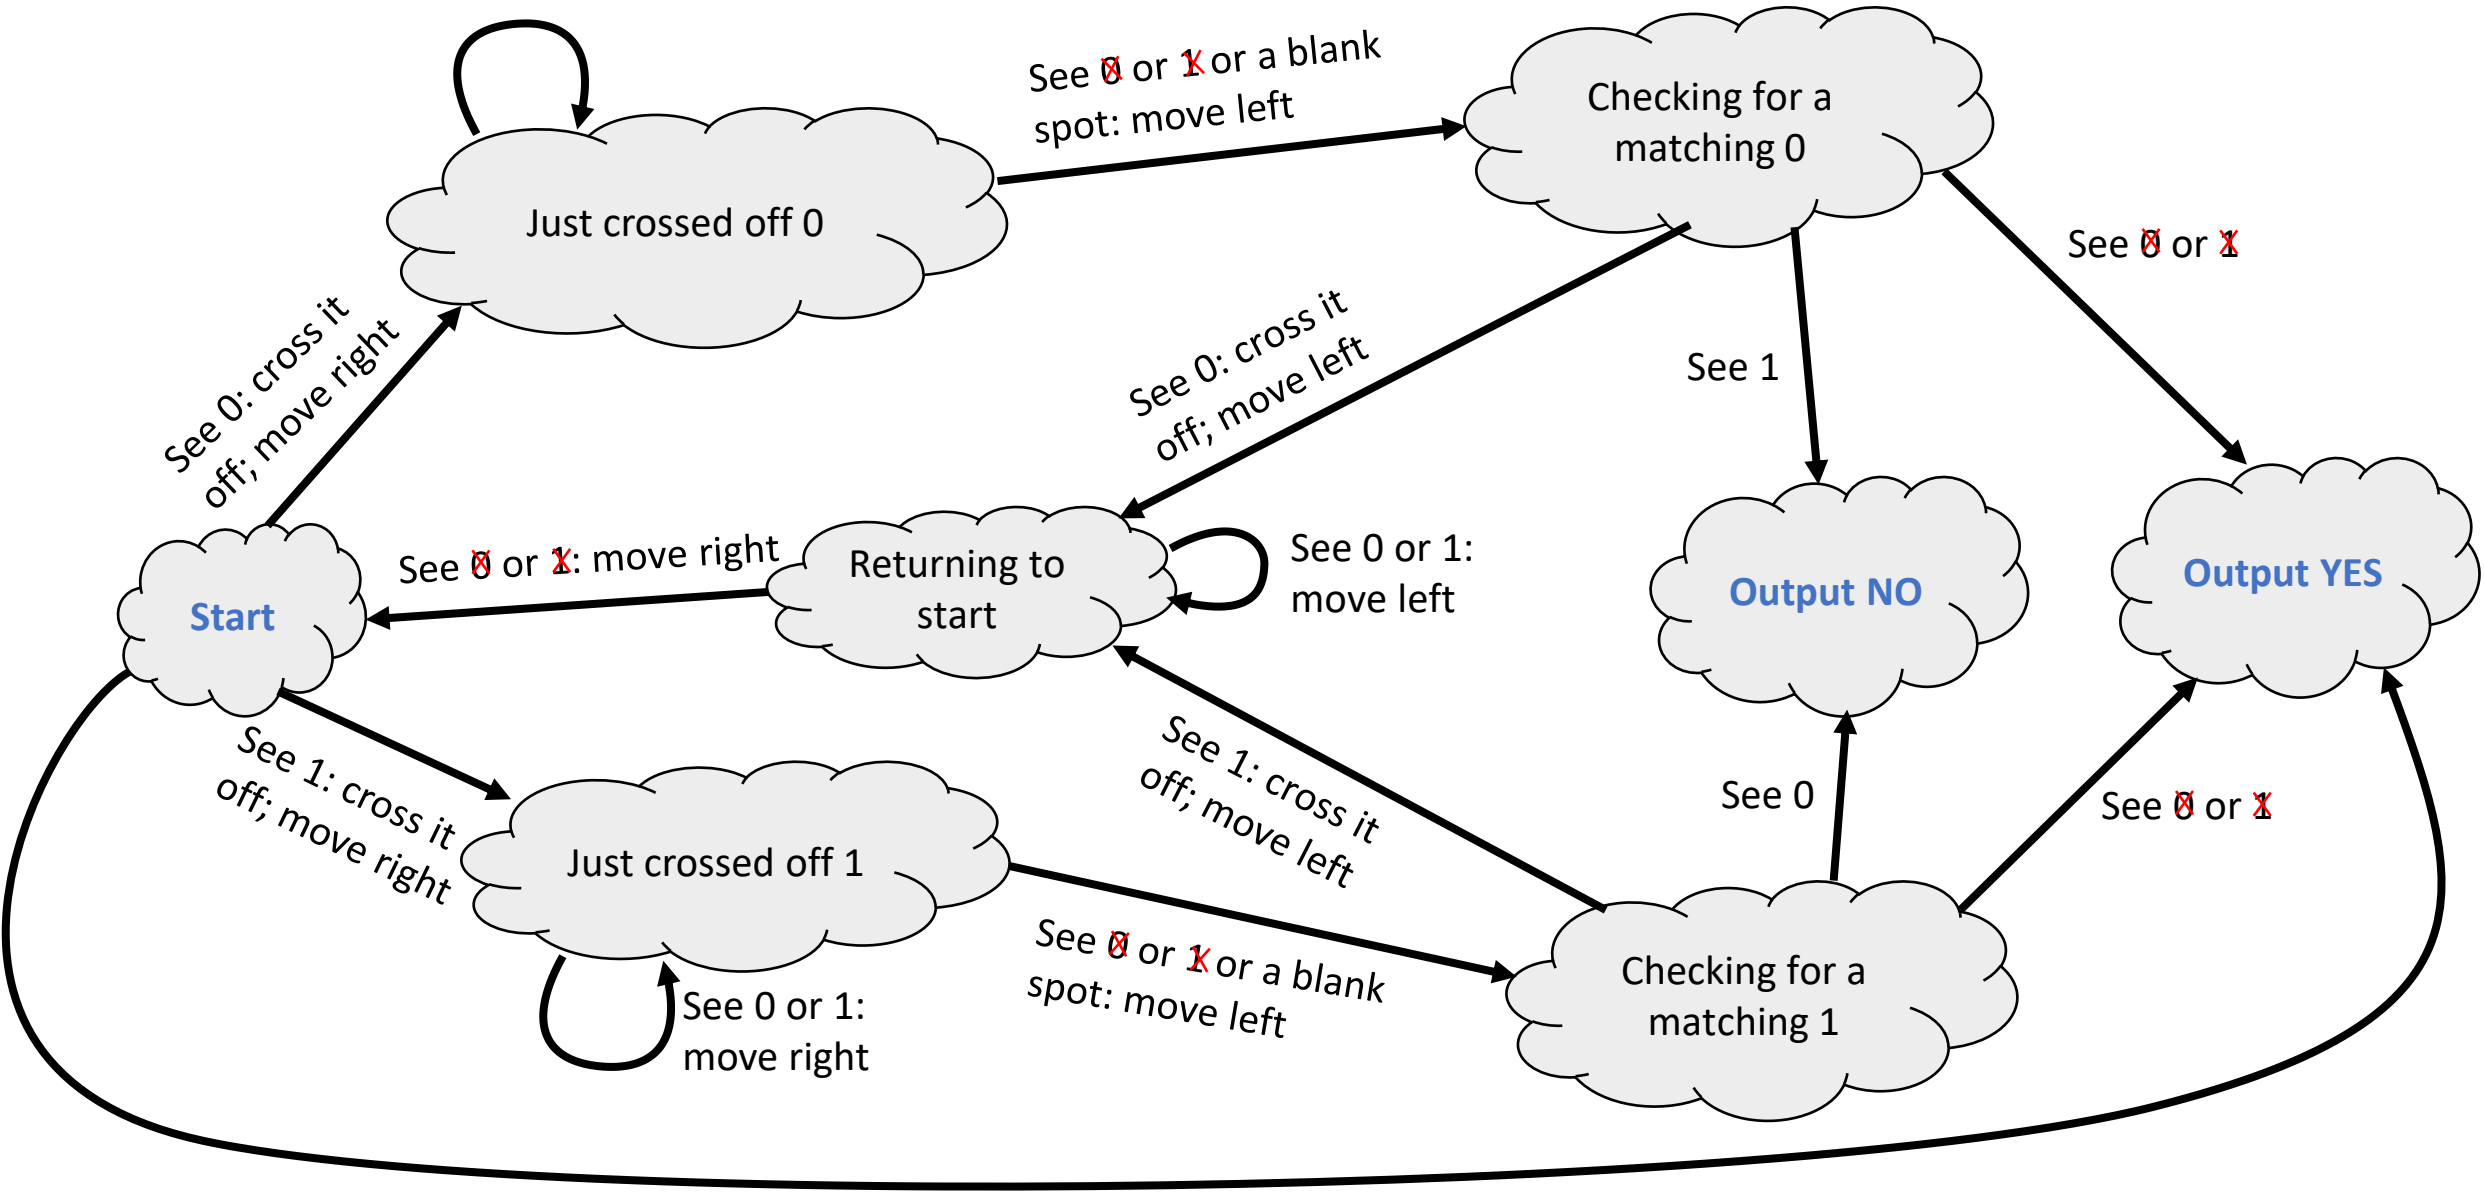 See 0 or 1 or a blank
spot: move left
Checking for a
matching 0
Just crossed off 0
See 0 or 1
See 0: cross it
off; move right
See 0: cross it
off; move left
See 1
See 0 or 1: move right
Returning to
start
See 0 or 1:
move left
Start
Output NO
Output YES
See 1: cross it
off; move right
See 1: cross it
off; move left
See 0
See 0 or 1
Just crossed off 1
See 0 or 1 or a blank
spot: move left
Checking for a
matching 1
See 0 or 1:
move right